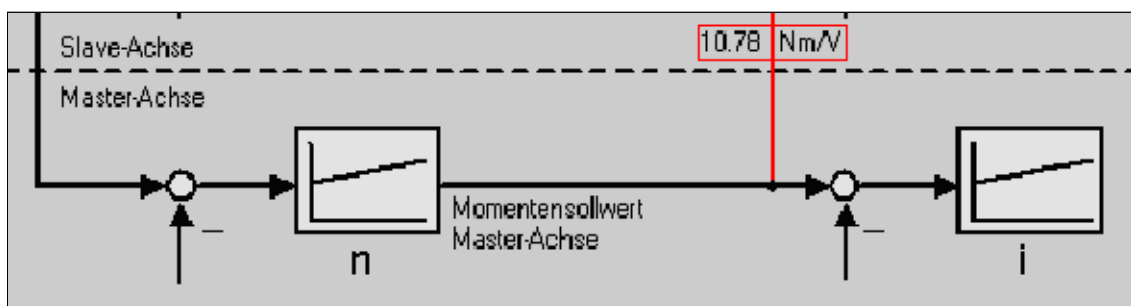 Slave-Achse
10.78 Nm/V
Master-Achse
Momentensollwert
Master-Achse
n
i